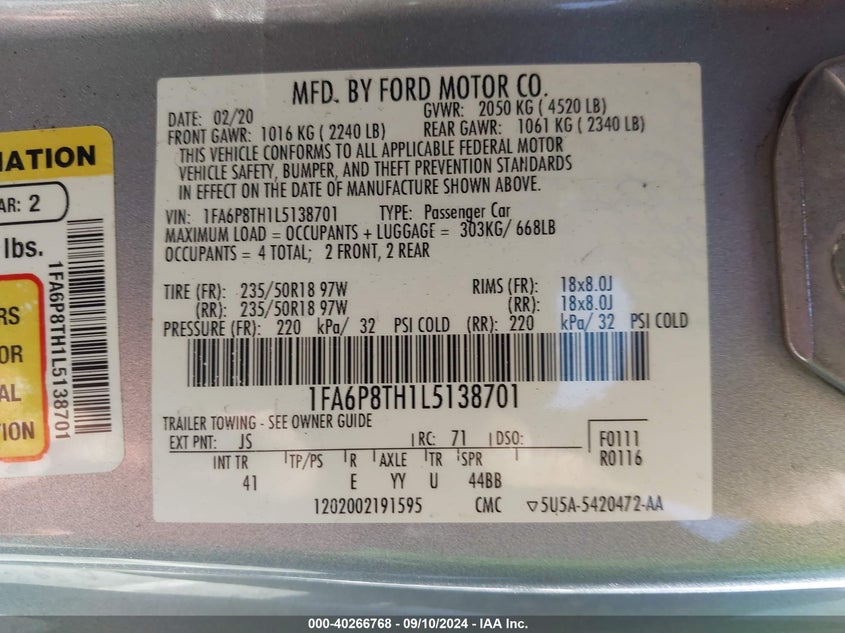 MFD. BY FORD MOTOR CO.
DATE: 02/20 GVWR: 2050 KG ( 4520 LB)
FRONT GAWR: 1016 KG ( 2240 LB) REAR GAWR: 1061 KG ( 2340 LB)
THIS VEHICLE CONFORMS TO ALL APPLICABLE FEDERAL MOTOR
VEHICLE SAFETY, BUMPER, AND THEFT PREVENTION STANDARDS
IN EFFECT ON THE DATE OF MANUFACTURE SHOWN ABOVE.
VIN: 1FA6P8TH1L5138701 TYPE: Passenger Car
MAXIMUM LOAD = OCCUPANTS + LUGGAGE = 303KG/ 668LB
OCCUPANTS = 4 TOTAL; 2 FRONT, 2 REAR
TIRE (FR): 235/50R18 97W RIMS (FR): 18x8.0J
(RR): 235/50R18 97W (RR): 18x8.0J
PRESSURE (FR): 220 kPa/ 32 PSI COLD (RR): 220 kPa/ 32 PSI COLD
1FA6P8TH1L5138701
TRAILER TOWING - SEE OWNER GUIDE
EXT PNT: JS RC: 71 DSO: F0111
R0116
INT TR TP/PS R AXLE TR SPR
41 E YY U 44BB
1202002191595 CMC ▽5U5A-5420472-AA
MATION
AR: 2
lbs.
RS
OR
AL
TION
1FA6P8TH1L5138701
000-40266768 - 09/10/2024 - IAA Inc.